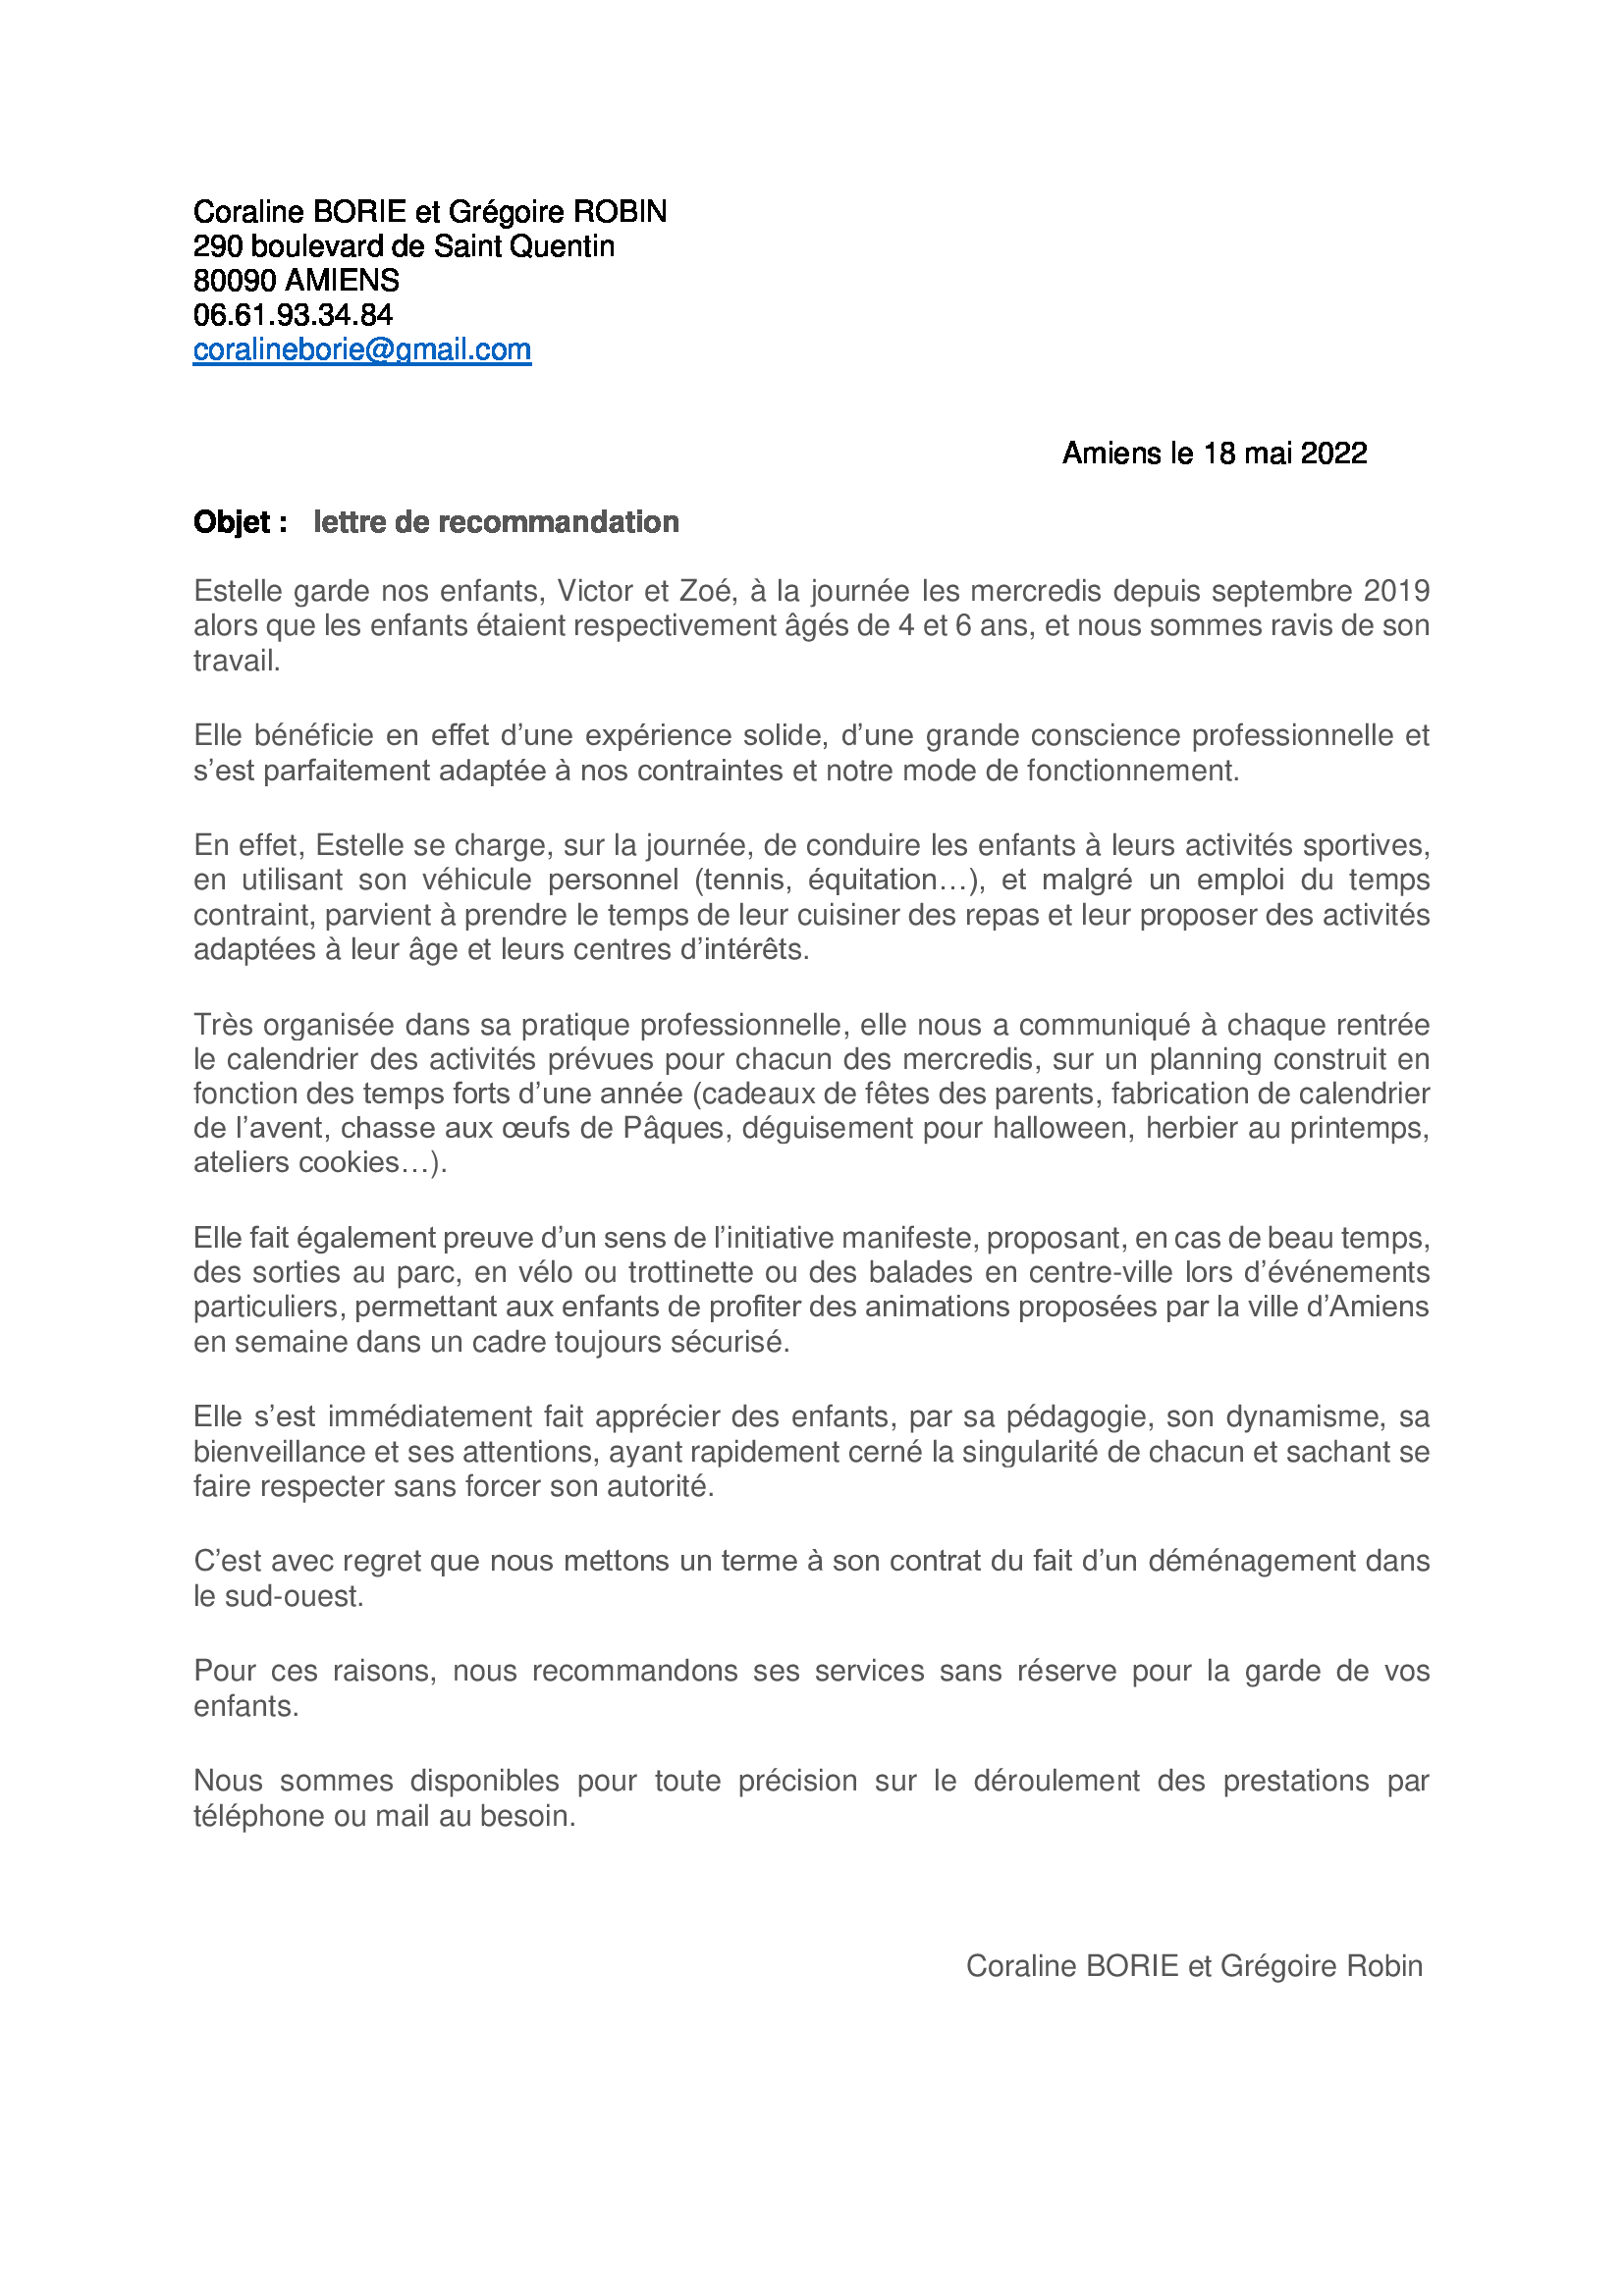 Coraline BORIE et Grégoire ROBIN
290 boulevard de Saint Quentin
80090 AMIENS
06.61.93.34.84
coralineborie@gmail.com
Amiens le 18 mai 2022
Objet : lettre de recommandation
Estelle garde nos enfants, Victor et Zoé, à la journée les mercredis depuis septembre 2019
alors que les enfants étaient respectivement âgés de 4 et 6 ans, et nous sommes ravis de son
travail.
Elle bénéficie en effet d’une expérience solide, d’une grande conscience professionnelle et
s’est parfaitement adaptée à nos contraintes et notre mode de fonctionnement.
En effet, Estelle se charge, sur la journée, de conduire les enfants à leurs activités sportives,
en utilisant son véhicule personnel (tennis, équitation…), et malgré un emploi du temps
contraint, parvient à prendre le temps de leur cuisiner des repas et leur proposer des activités
adaptées à leur âge et leurs centres d’intérêts.
Très organisée dans sa pratique professionnelle, elle nous a communiqué à chaque rentrée
le calendrier des activités prévues pour chacun des mercredis, sur un planning construit en
fonction des temps forts d’une année (cadeaux de fêtes des parents, fabrication de calendrier
de l’avent, chasse aux œufs de Pâques, déguisement pour halloween, herbier au printemps,
ateliers cookies…).
Elle fait également preuve d’un sens de l’initiative manifeste, proposant, en cas de beau temps,
des sorties au parc, en vélo ou trottinette ou des balades en centre-ville lors d’événements
particuliers, permettant aux enfants de profiter des animations proposées par la ville d’Amiens
en semaine dans un cadre toujours sécurisé.
Elle s’est immédiatement fait apprécier des enfants, par sa pédagogie, son dynamisme, sa
bienveillance et ses attentions, ayant rapidement cerné la singularité de chacun et sachant se
faire respecter sans forcer son autorité.
C’est avec regret que nous mettons un terme à son contrat du fait d’un déménagement dans
le sud-ouest.
Pour ces raisons, nous recommandons ses services sans réserve pour la garde de vos
enfants.
Nous sommes disponibles pour toute précision sur le déroulement des prestations par
téléphone ou mail au besoin.
Coraline BORIE et Grégoire Robin